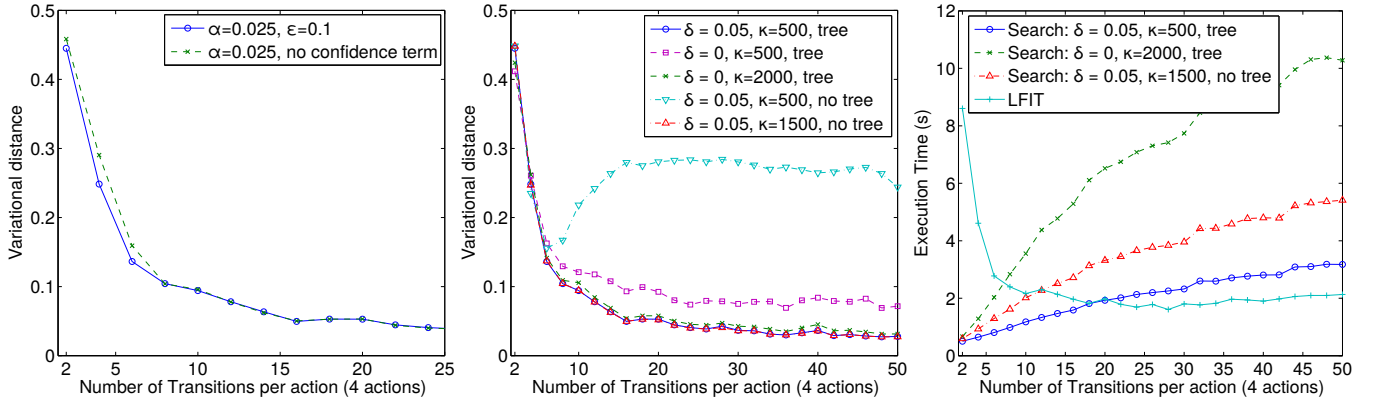 Variational distance
0.5
0.4
0.3
0.2
0.1
0
α=0.025, ε=0.1
α=0.025, no confidence term
2 5 10 15 20 25
Number of Transitions per action (4 actions)
Variational distance
0.5
0.4
0.3
0.2
0.1
0
δ = 0.05, κ=500, tree
δ = 0, κ=500, tree
δ = 0, κ=2000, tree
δ = 0.05, κ=500, no tree
δ = 0.05, κ=1500, no tree
2 10 20 30 40 50
Number of Transitions per action (4 actions)
Execution Time (s)
12
10
8
6
4
2
0
Search: δ = 0.05, κ=500, tree
Search: δ = 0, κ=2000, tree
Search: δ = 0.05, κ=1500, no tree
LFIT
2 5 10 15 20 25 30 35 40 45 50
Number of Transitions per action (4 actions)